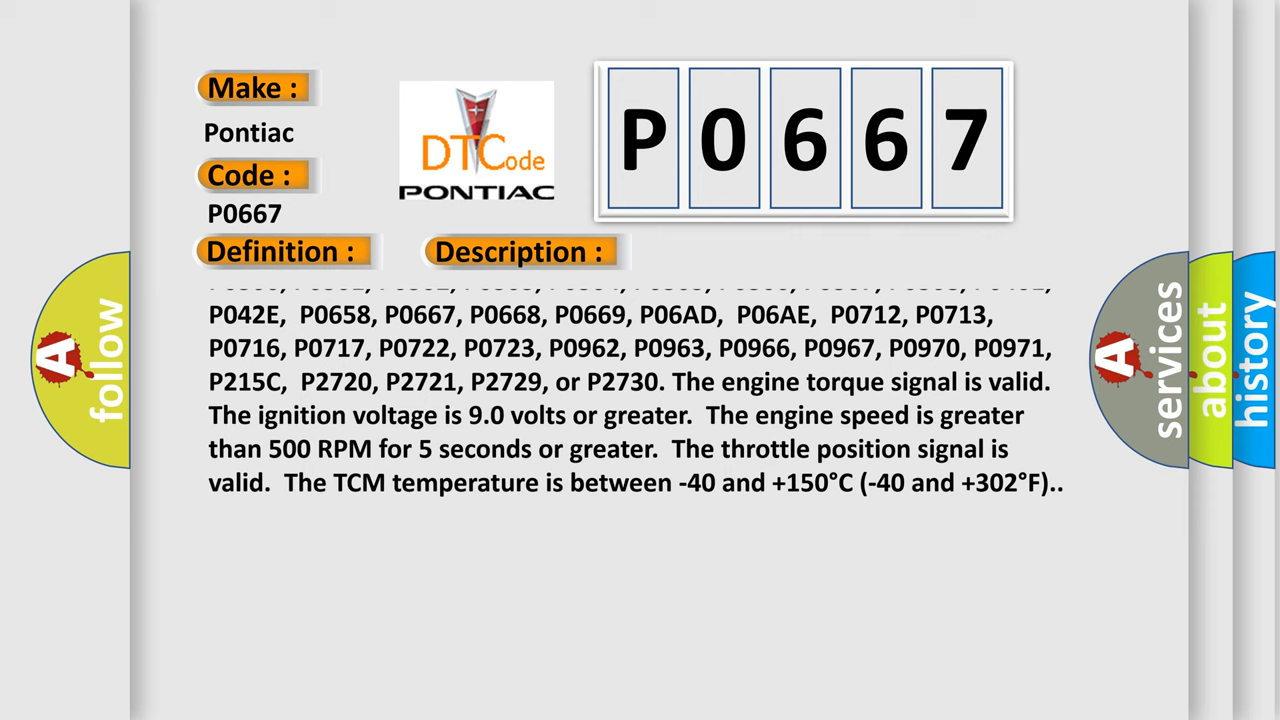 Make :
Pontiac
Code :
P0667
DTCode
PONTIAC
P0667
Definition :
Description :
P042E,  P0658, P0667, P0668, P0669, P06AD,  P06AE,  P0712, P0713,
P0716, P0717, P0722, P0723, P0962, P0963, P0966, P0967, P0970, P0971,
P215C,  P2720, P2721, P2729, or P2730 The engine torque signal is valid.
The ignition voltage is 9.0 volts or greater.  The engine speed is greater
than 500 RPM for 5 seconds or greater.  The throttle position signal is
valid.  The TCM temperature is between -40 and +150°C (-40 and +302°F)..
A follow
A services
about
history